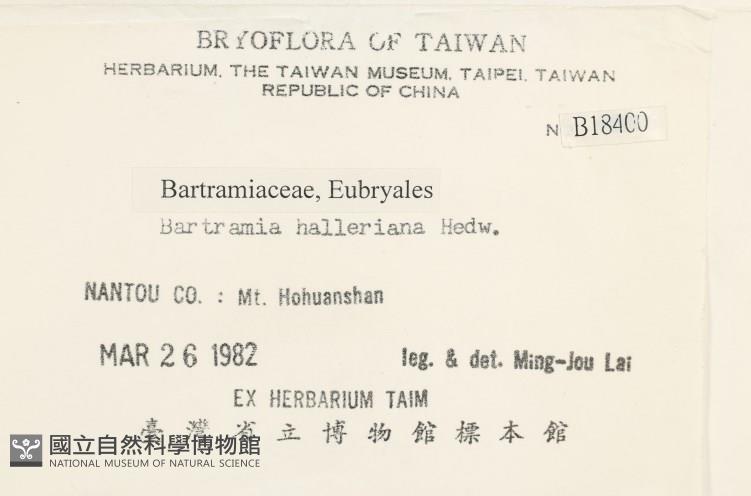 BRYOFLORA OF TAIWAN
HERBARIUM, THE TAIWAN MUSEUM, TAIPEI, TAIWAN
REPUBLIC OF CHINA
N B18400
Bartramiaceae, Eubryales
Bartramia halleriana Hedw.
NANTOU CO. : Mt. Hohuanshan
MAR 26 1982 leg. & det. Ming-Jou Lai
EX HERBARIUM TAIM
臺灣省立博物館標本館
國立自然科學博物館
NATIONAL MUSEUM OF NATURAL SCIENCE